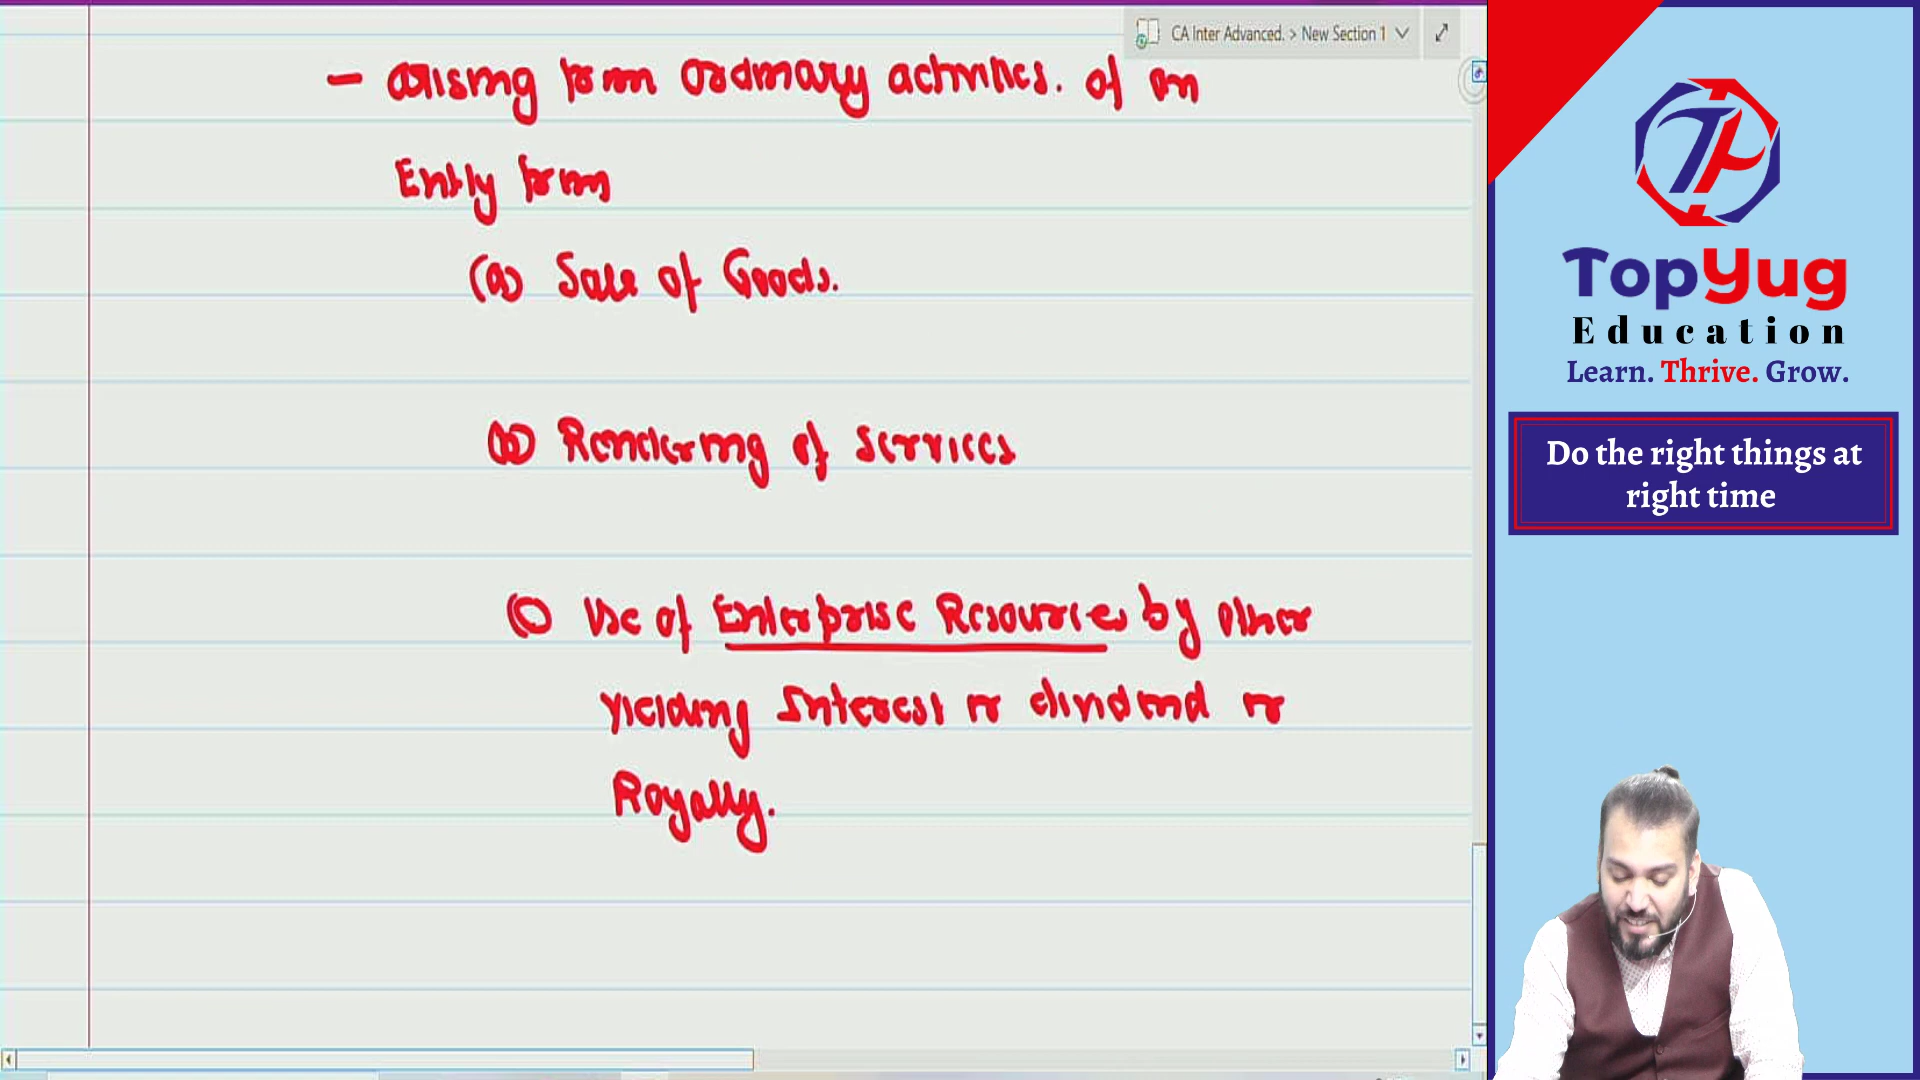 CA Inter Advanced. > New Section 1
- arising from ordinary activities. of an
Entity from
(a) Sale of Goods.
(b) Rendering of services
(c) Use of Enterprise Resources by other
yielding Interest or dividend or
Royalty.
TopYug
Education
Learn. Thrive. Grow.
Do the right things at
right time